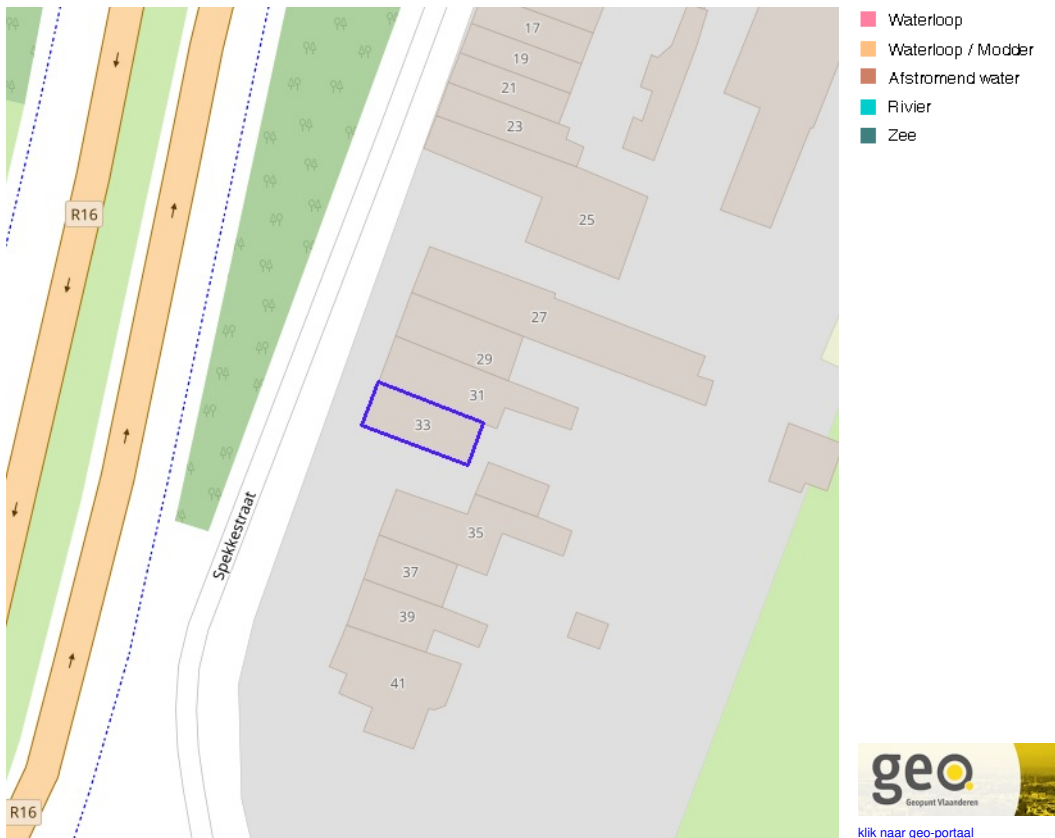 17
19
21
23
25
R16
27
29
31
33
Spekkestraat
35
37
39
41
R16
Waterloop
Waterloop / Modder
Afstromend water
Rivier
Zee
geo.
Geopunt Vlaanderen
klik naar geo-portaal